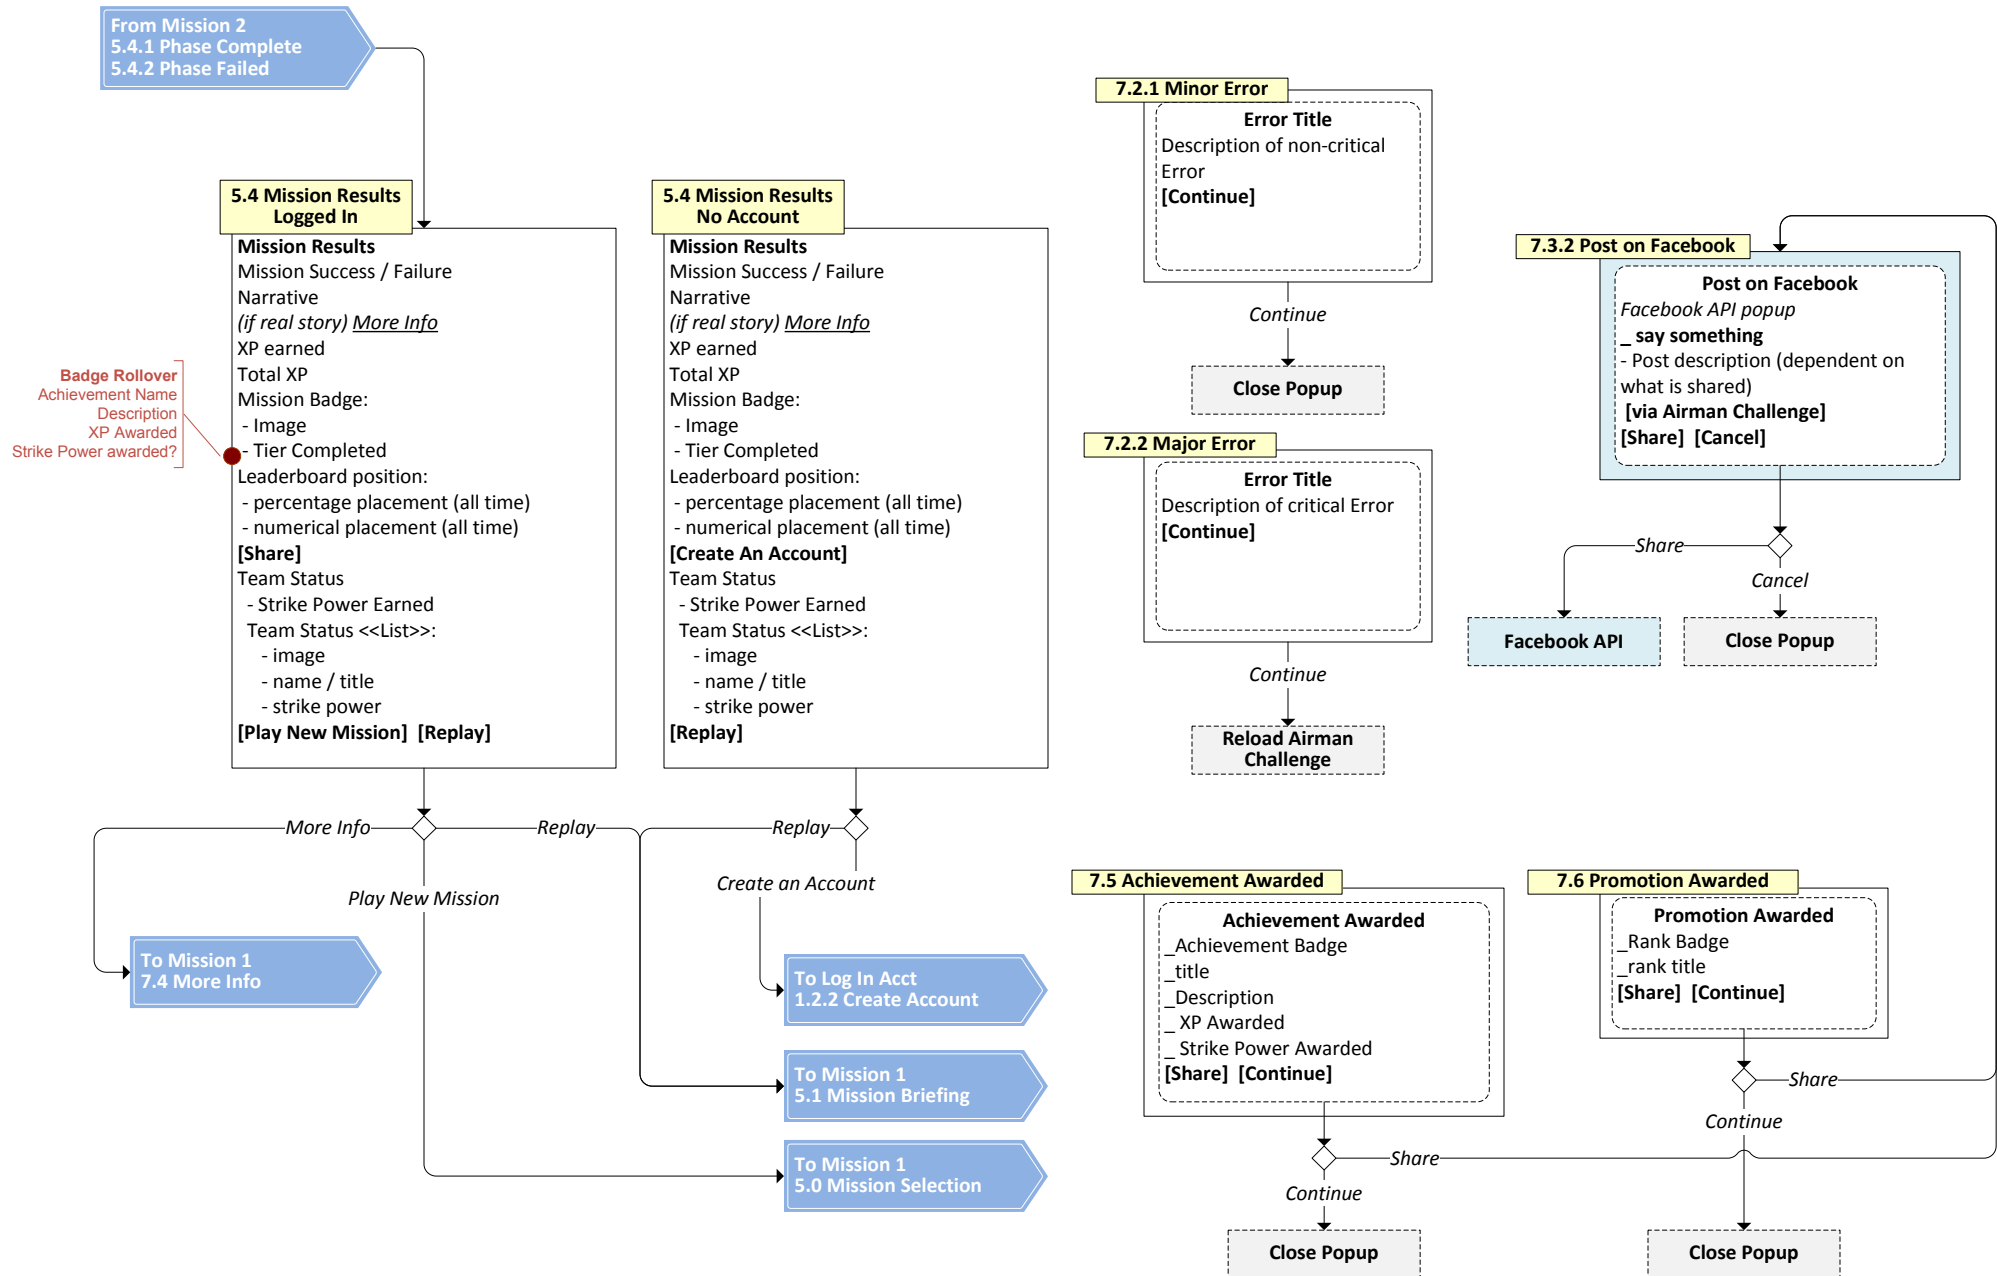 From Mission 2
5.4.1 Phase Complete
5.4.2 Phase Failed
5.4 Mission Results
Logged In
Mission Results
Mission Success / Failure
Narrative
(if real story) More Info
XP earned
Total XP
Mission Badge:
- Image
- Tier Completed
Leaderboard position:
- percentage placement (all time)
- numerical placement (all time)
[Share]
Team Status
- Strike Power Earned
Team Status <<List>>:
- image
- name / title
- strike power
[Play New Mission]  [Replay]
Badge Rollover
Achievement Name
Description
XP Awarded
Strike Power awarded?
5.4 Mission Results
No Account
Mission Results
Mission Success / Failure
Narrative
(if real story) More Info
XP earned
Total XP
Mission Badge:
- Image
- Tier Completed
Leaderboard position:
- percentage placement (all time)
- numerical placement (all time)
[Create An Account]
Team Status
- Strike Power Earned
Team Status <<List>>:
- image
- name / title
- strike power
[Replay]
More Info
Replay
Replay
Play New Mission
Create an Account
To Mission 1
7.4 More Info
To Log In Acct
1.2.2 Create Account
To Mission 1
5.1 Mission Briefing
To Mission 1
5.0 Mission Selection
7.2.1 Minor Error
Error Title
Description of non-critical
Error
[Continue]
Continue
Close Popup
7.2.2 Major Error
Error Title
Description of critical Error
[Continue]
Continue
Reload Airman
Challenge
7.3.2 Post on Facebook
Post on Facebook
Facebook API popup
_ say something
- Post description (dependent on
what is shared)
[via Airman Challenge]
[Share]  [Cancel]
Share
Cancel
Facebook API
Close Popup
7.5 Achievement Awarded
Achievement Awarded
_Achievement Badge
_title
_Description
_ XP Awarded
_ Strike Power Awarded
[Share]  [Continue]
Share
Continue
Close Popup
7.6 Promotion Awarded
Promotion Awarded
_Rank Badge
_rank title
[Share]  [Continue]
Share
Continue
Close Popup